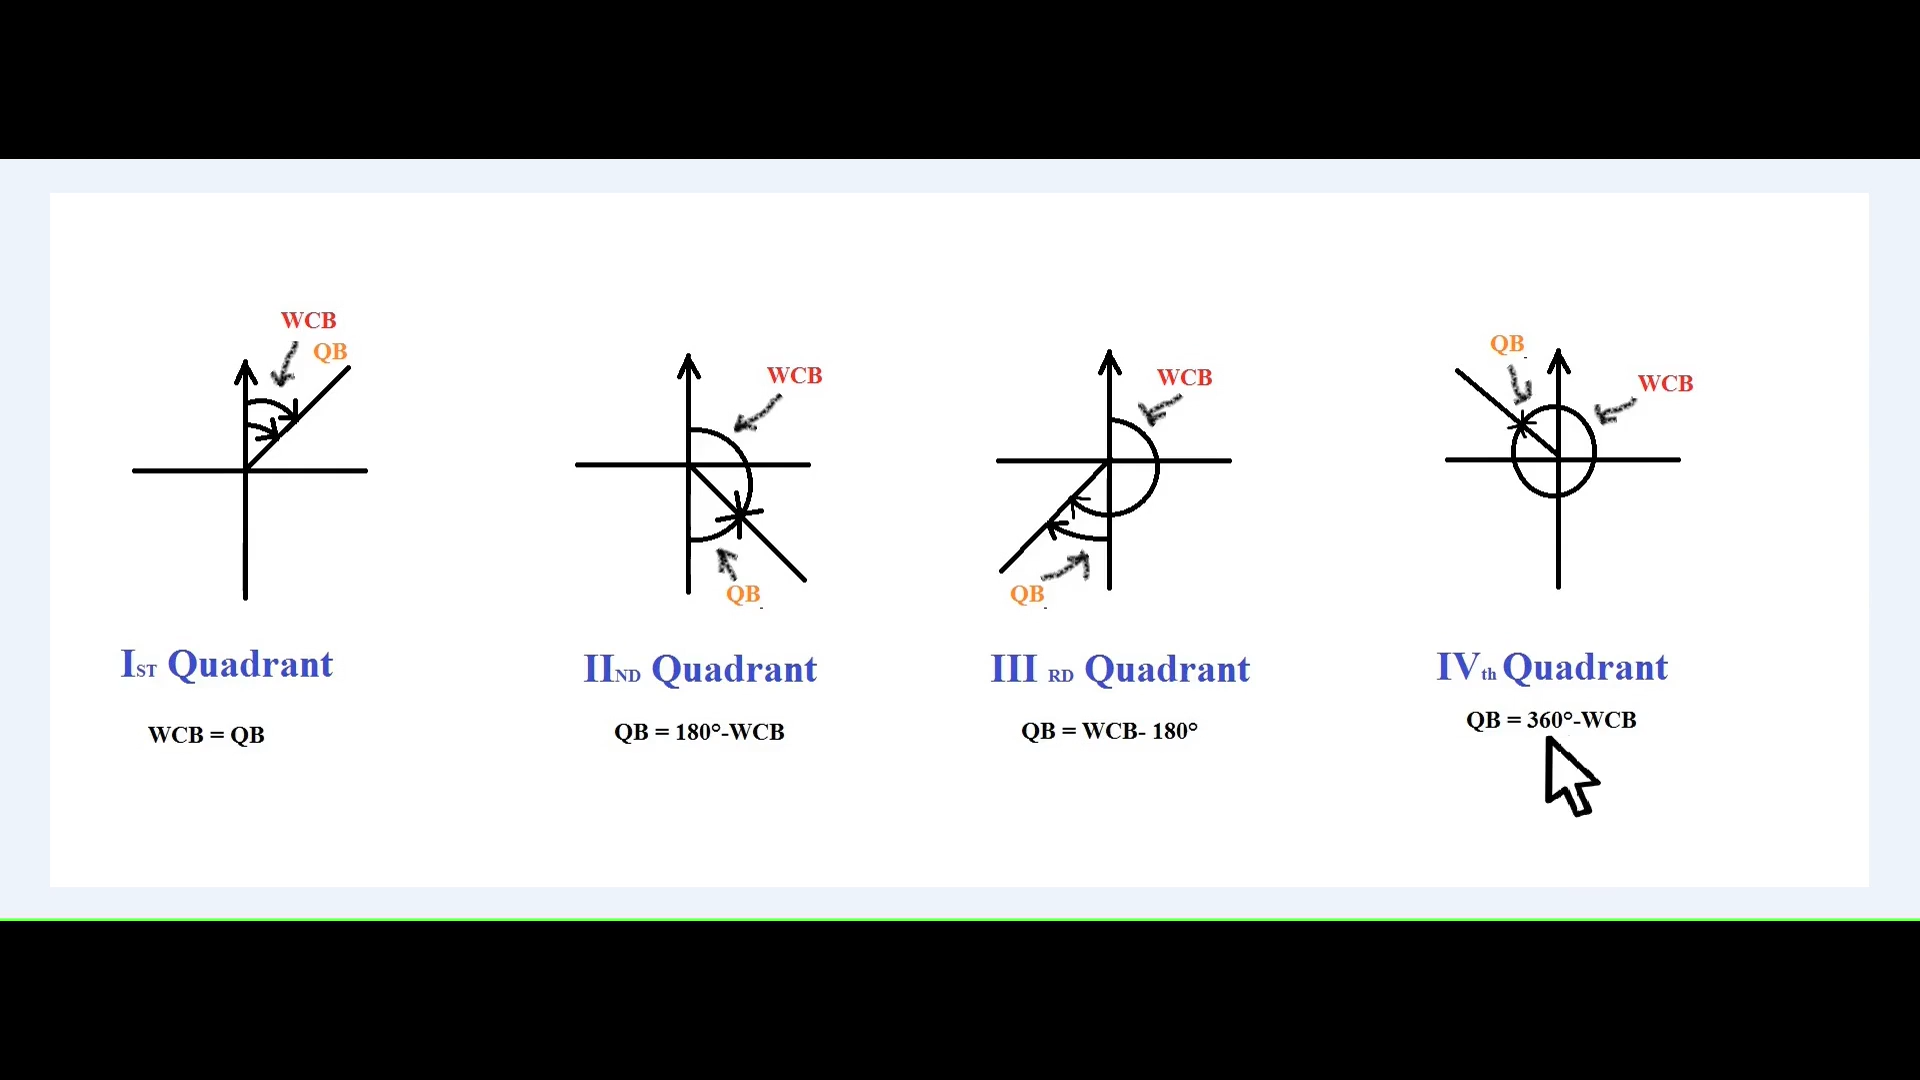 WCB
QB
IST Quadrant
WCB = QB
WCB
QB
IIND Quadrant
QB = 180°-WCB
WCB
QB
III RD Quadrant
QB = WCB- 180°
QB
WCB
IVth Quadrant
QB = 360°-WCB